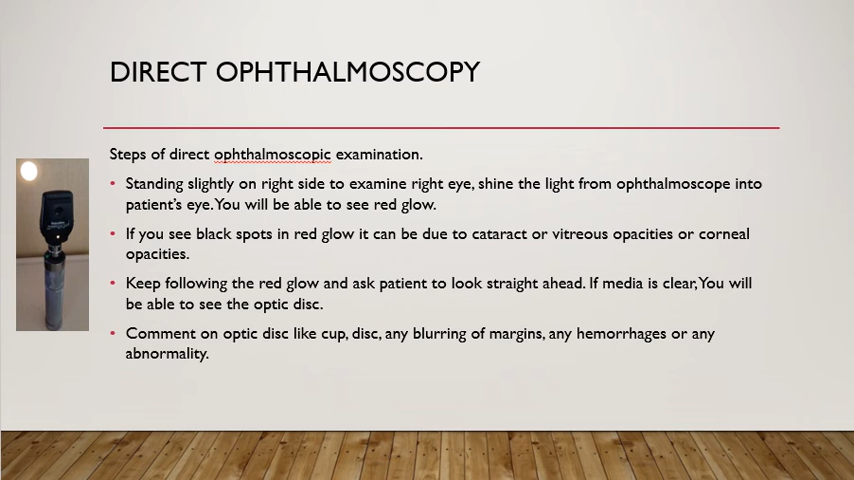 DIRECT OPHTHALMOSCOPY
Steps of direct ophthalmoscopic examination.
• Standing slightly on right side to examine right eye, shine the light from ophthalmoscope into
patient's eye.You will be able to see red glow.
• If you see black spots in red glow it can be due to cataract or vitreous opacities or corneal
opacities.
• Keep following the red glow and ask patient to look straight ahead. If media is clear,You will
be able to see the optic disc.
• Comment on optic disc like cup, disc, any blurring of margins, any hemorrhages or any
abnormality.